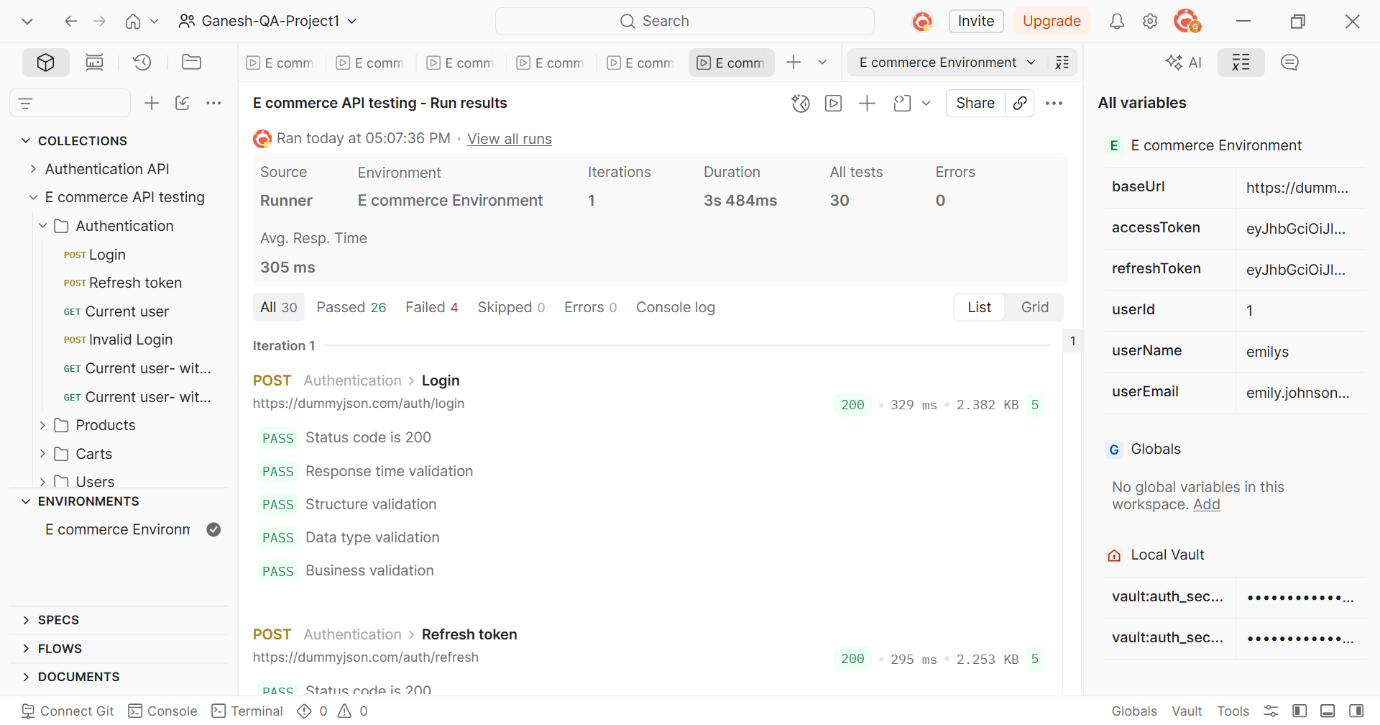 Ganesh-QA-Project1
Search
Invite
Upgrade
G
E comm
E comm
E comm
E comm
E comm
E comm
E commerce Environment
AI
COLLECTIONS
Authentication API
E commerce API testing
Authentication
POST Login
POST Refresh token
GET Current user
POST Invalid Login
GET Current user- wit...
GET Current user- wit...
Products
Carts
Users
ENVIRONMENTS
E commerce Environm
SPECS
FLOWS
DOCUMENTS
E commerce API testing - Run results
Share
Ran today at 05:07:36 PM · View all runs
Source Environment Iterations Duration All tests Errors
Runner E commerce Environment 1 3s 484ms 30 0
Avg. Resp. Time
305 ms
All 30 Passed 26 Failed 4 Skipped 0 Errors 0 Console log List Grid
Iteration 1
1
POST Authentication > Login
https://dummyjson.com/auth/login 200 • 329 ms • 2.382 KB 5
PASS Status code is 200
PASS Response time validation
PASS Structure validation
PASS Data type validation
PASS Business validation
POST Authentication > Refresh token
https://dummyjson.com/auth/refresh 200 • 295 ms • 2.253 KB 5
PASS Status code is 200
All variables
E E commerce Environment
baseUrl https://dumm...
accessToken eyJhbGciOiJI...
refreshToken eyJhbGciOiJI...
userId 1
userName emilys
userEmail emily.johnson...
G Globals
No global variables in this
workspace. Add
Local Vault
vault:auth_sec... ••••••••••••...
vault:auth_sec... ••••••••••••...
Connect Git Console Terminal 0 0 Globals Vault Tools